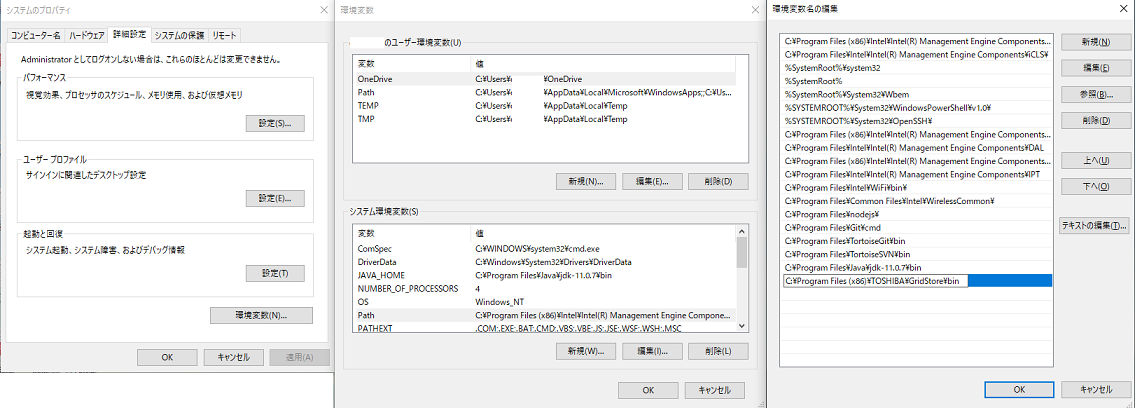 システムのプロパティ
コンピューター名 ハードウェア 詳細設定 システムの保護 リモート
Administrator としてログオンしない場合は、これらのほとんどは変更できません。
パフォーマンス
視覚効果、プロセッサのスケジュール、メモリ使用、および仮想メモリ
設定(S)...
ユーザー プロファイル
サインインに関連したデスクトップ設定
設定(E)...
起動と回復
システム起動、システム障害、およびデバッグ情報
設定(T)
環境変数(N)...
OK キャンセル 適用(A)
環境変数
のユーザー環境変数(U)
変数 値
OneDrive C:¥Users¥ ¥OneDrive
Path C:¥Users¥ ¥AppData¥Local¥Microsoft¥WindowsApps;;C:¥Us...
TEMP C:¥Users¥ ¥AppData¥Local¥Temp
TMP C:¥Users¥ ¥AppData¥Local¥Temp
新規(N)... 編集(E)... 削除(D)
システム環境変数(S)
変数 値
ComSpec C:¥WINDOWS¥system32¥cmd.exe
DriverData C:¥Windows¥System32¥Drivers¥DriverData
JAVA_HOME C:¥Program Files¥Java¥jdk-11.0.7¥bin
NUMBER_OF_PROCESSORS 4
OS Windows_NT
Path C:¥Program Files (x86)¥Intel¥Intel(R) Management Engine Compone...
PATHEXT .COM;.EXE;.BAT;.CMD;.VBS;.VBE;.JS;.JSE;.WSF;.WSH;.MSC
新規(W)... 編集(I)... 削除(L)
OK キャンセル
環境変数名の編集
C:¥Program Files (x86)¥Intel¥Intel(R) Management Engine Components...
C:¥Program Files (x86)¥Intel¥Intel(R) Management Engine Components¥iCLS¥
%SystemRoot%¥system32
%SystemRoot%
%SystemRoot%¥System32¥Wbem
%SYSTEMROOT%¥System32¥WindowsPowerShell¥v1.0¥
%SYSTEMROOT%¥System32¥OpenSSH¥
C:¥Program Files (x86)¥Intel¥Intel(R) Management Engine Components...
C:¥Program Files¥Intel¥Intel(R) Management Engine Components¥DAL
C:¥Program Files (x86)¥Intel¥Intel(R) Management Engine Components...
C:¥Program Files¥Intel¥Intel(R) Management Engine Components¥IPT
C:¥Program Files¥Intel¥WiFi¥bin¥
C:¥Program Files¥Common Files¥Intel¥WirelessCommon¥
C:¥Program Files¥nodejs¥
C:¥Program Files¥Git¥cmd
C:¥Program Files¥TortoiseGit¥bin
C:¥Program Files¥TortoiseSVN¥bin
C:¥Program Files¥Java¥jdk-11.0.7¥bin
C:¥Program Files (x86)¥TOSHIBA¥GridStore¥bin
新規(N)
編集(E)
参照(B)...
削除(D)
上へ(U)
下へ(O)
テキストの編集(T)...
OK キャンセル